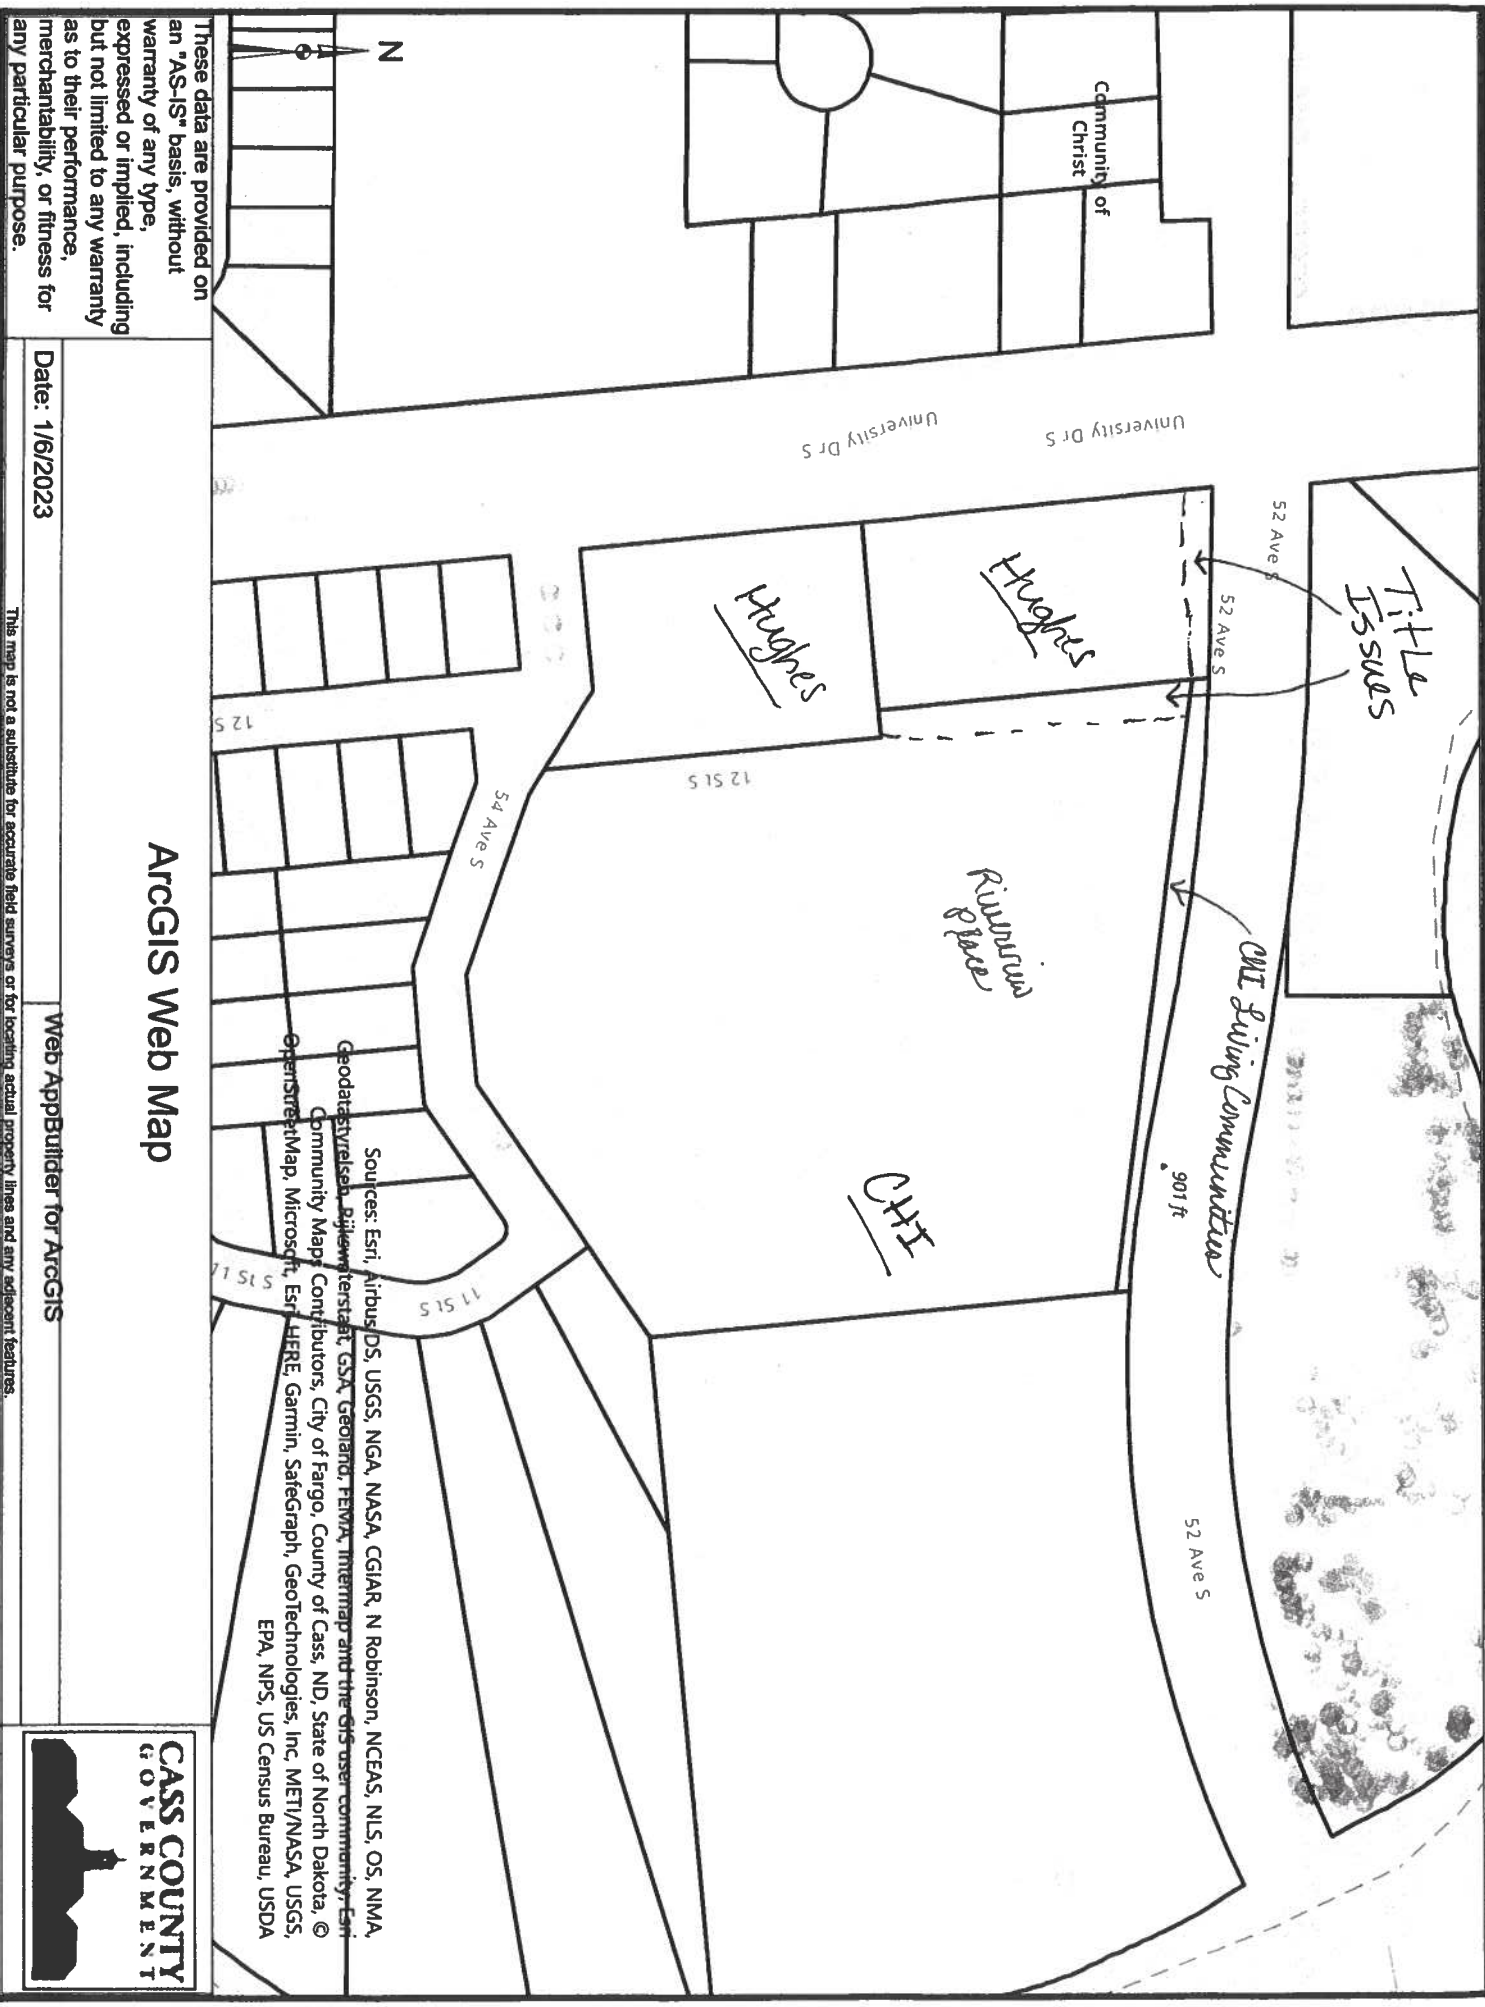 Title
Issues
52 Ave S
52 Ave S
Community of
Christ
University Dr S
University Dr S
Hughes
Hughes
12 St S
Riverview
Place
CHI Living Communities
901 ft
CHI
52 Ave S
54 Ave S
12 S
11 St S
11 St S
N
Sources: Esri, Airbus DS, USGS, NGA, NASA, CGIAR, N Robinson, NCEAS, NLS, OS, NMA,
Geodatastyrelsen, Rijkswaterstaat, GSA, Geoland, FEMA, Intermap and the GIS user community, Esri
Community Maps Contributors, City of Fargo, County of Cass, ND, State of North Dakota, ©
OpenStreetMap, Microsoft, Esri, HERE, Garmin, SafeGraph, GeoTechnologies, Inc, METI/NASA, USGS,
EPA, NPS, US Census Bureau, USDA
These data are provided on
an "AS-IS" basis, without
warranty of any type,
expressed or implied, including
but not limited to any warranty
as to their performance,
merchantability, or fitness for
any particular purpose.
ArcGIS Web Map
Date: 1/6/2023
Web AppBuilder for ArcGIS
CASS COUNTY
GOVERNMENT
This map is not a substitute for accurate field surveys or for locating actual property lines and any adjacent features.